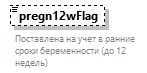 pregn12wFlag
Поставлена на учет в ранние
сроки беременности (до 12
недель)